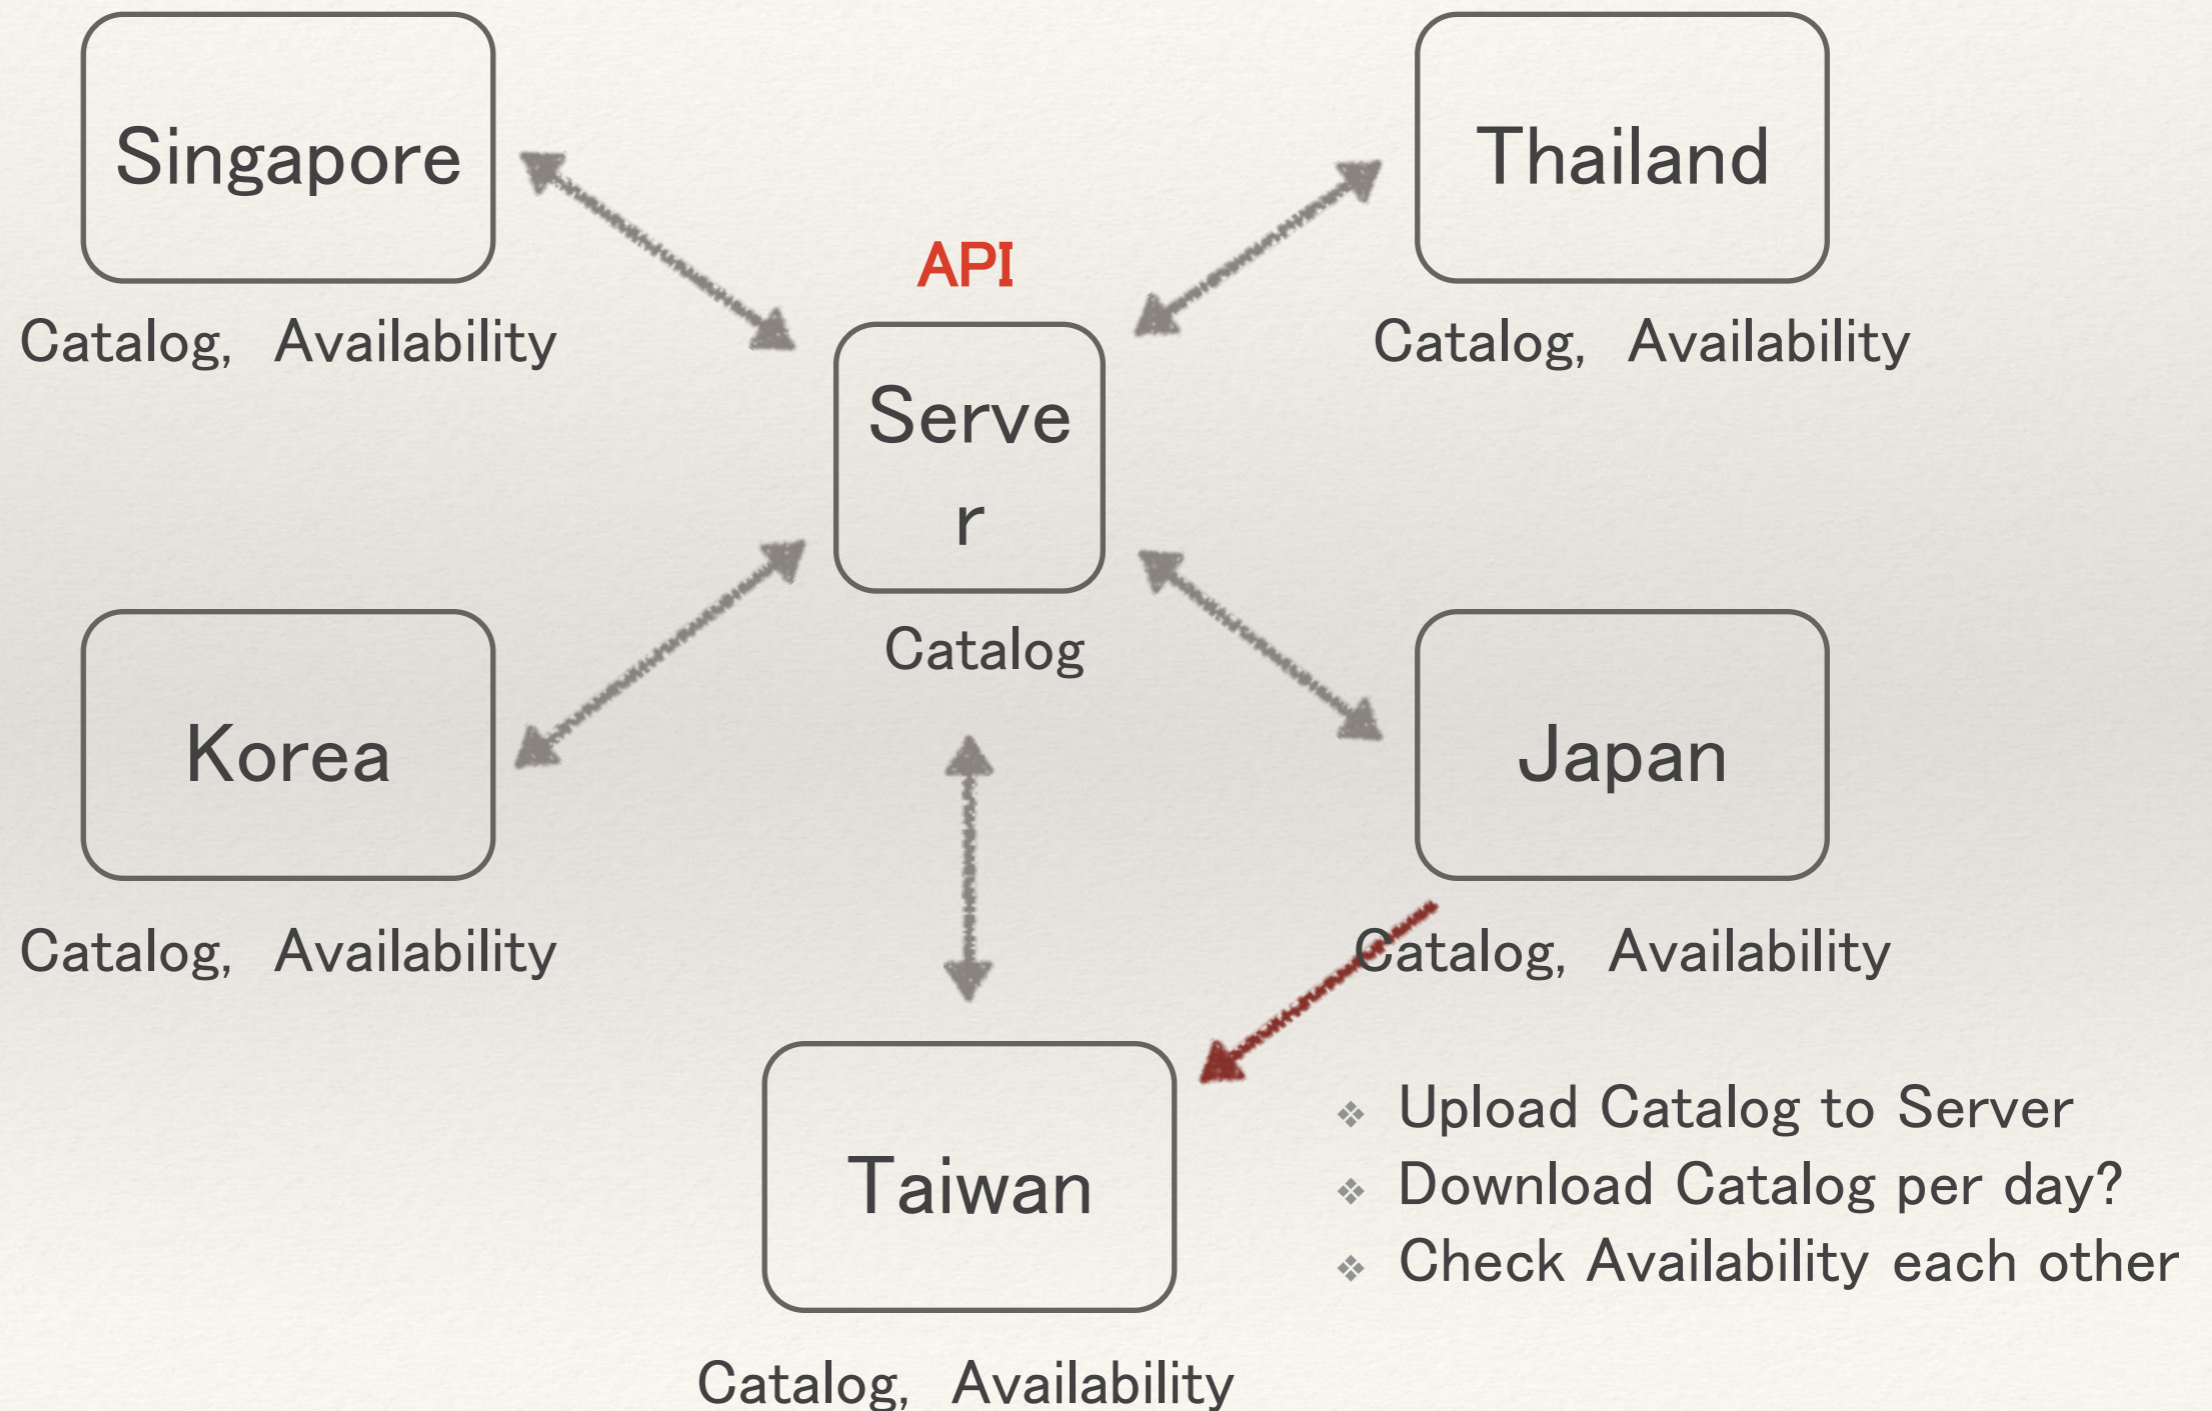 Singapore
Thailand
API
Catalog, Availability
Catalog, Availability
Serve
r
Catalog
Korea
Japan
Catalog, Availability
Catalog, Availability
Taiwan
❖ Upload Catalog to Server
❖ Download Catalog per day?
❖ Check Availability each other
Catalog, Availability